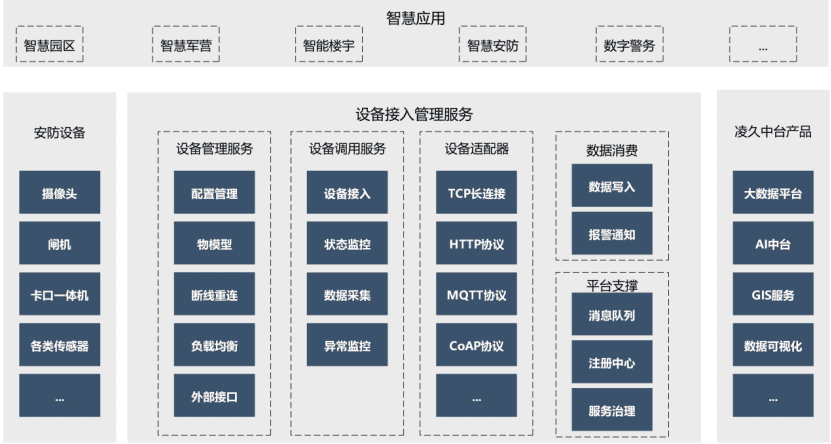 智慧应用
智慧园区
智慧军营
智能楼宇
智慧安防
数字警务
...
安防设备
摄像头
闸机
卡口一体机
各类传感器
...
设备接入管理服务
设备管理服务
配置管理
物模型
断线重连
负载均衡
外部接口
设备调用服务
设备接入
状态监控
数据采集
异常监控
设备适配器
TCP长连接
HTTP协议
MQTT协议
CoAP协议
...
数据消费
数据写入
报警通知
平台支撑
消息队列
注册中心
服务治理
凌久中台产品
大数据平台
AI中台
GIS服务
数据可视化
...